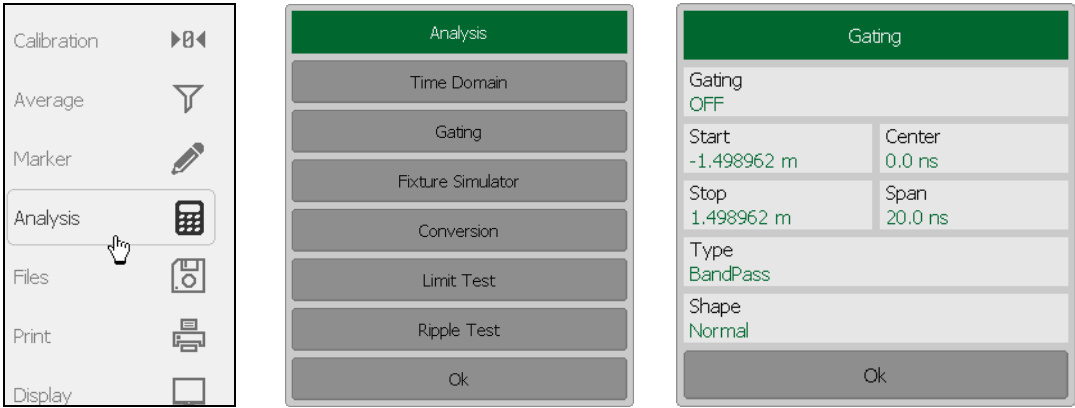 Calibration
Average
Marker
Analysis
Files
Print
Display
Analysis
Time Domain
Gating
Fixture Simulator
Conversion
Limit Test
Ripple Test
Ok
Gating
Gating
OFF
Start
-1.498962 m
Center
0.0 ns
Stop
1.498962 m
Span
20.0 ns
Type
BandPass
Shape
Normal
Ok